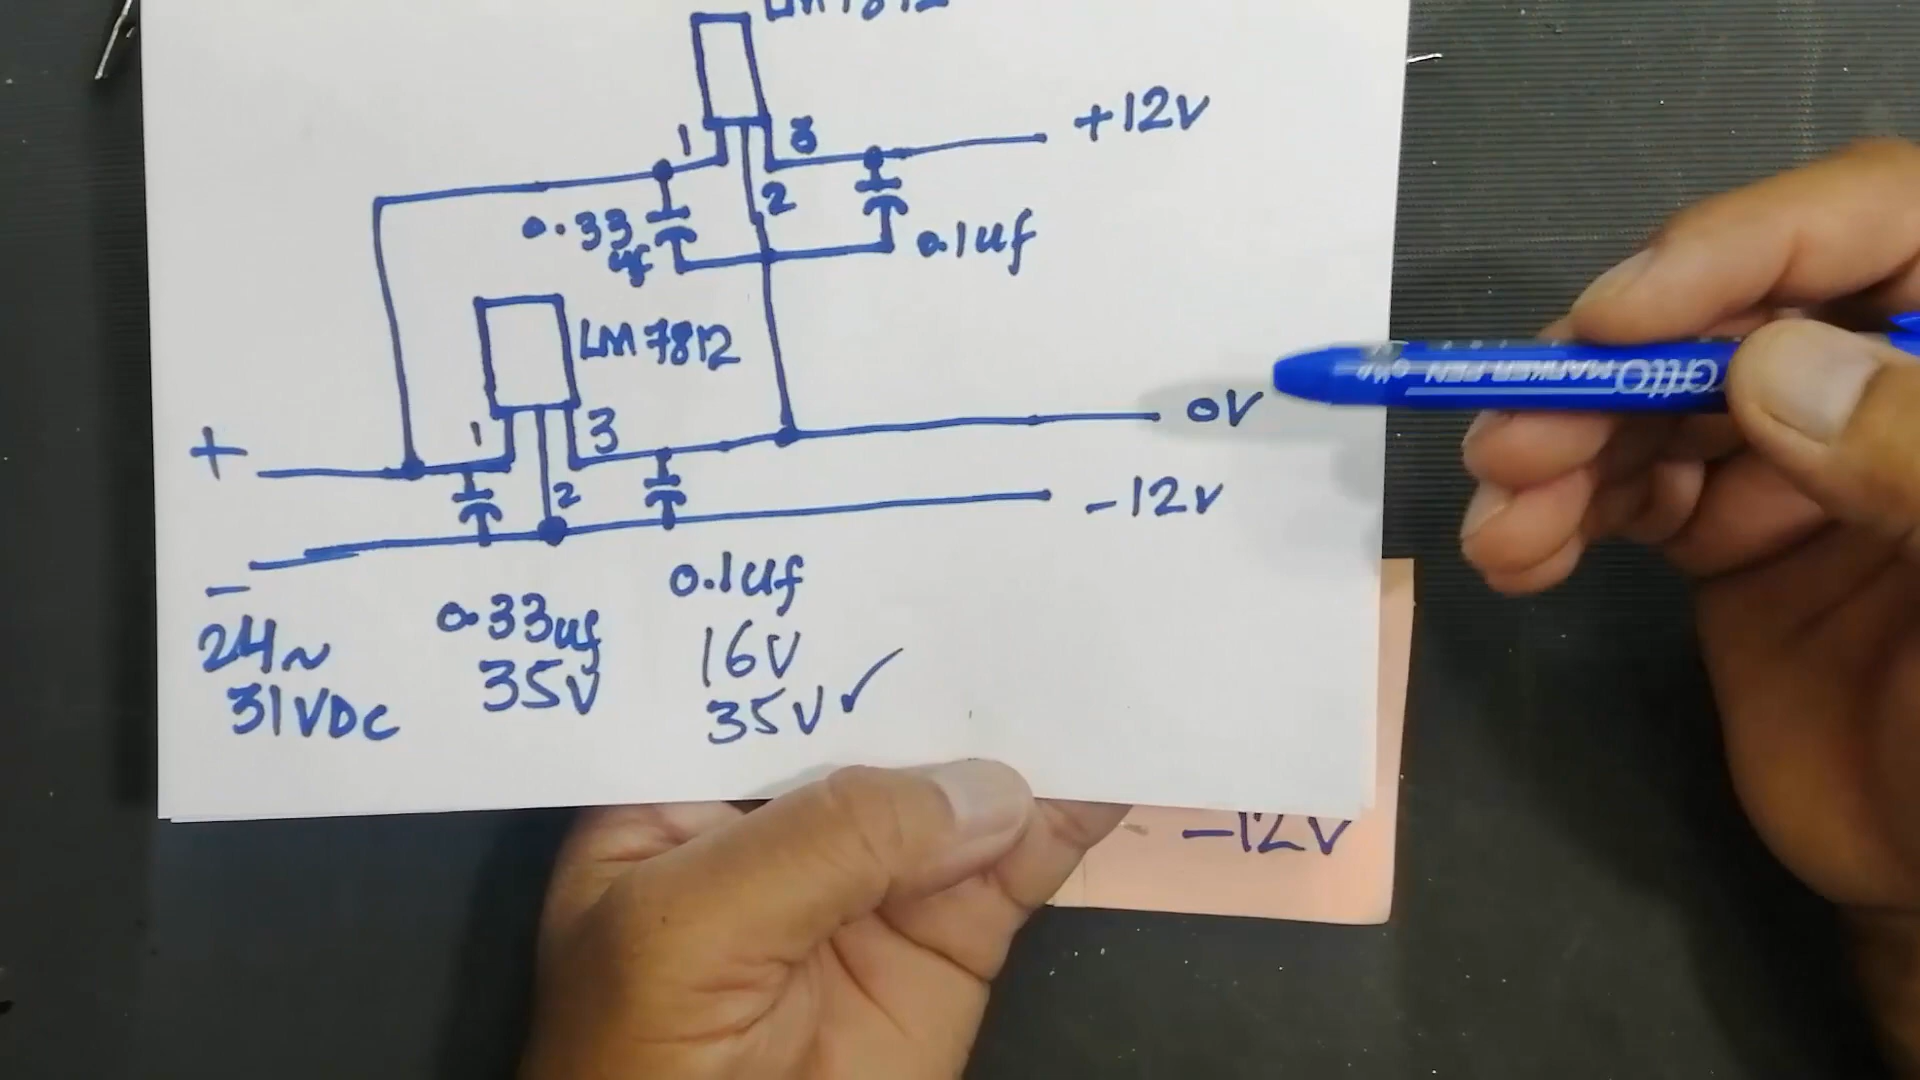 LM7812
+12V
1
3
2
0.33
uf
0.1uf
LM7812
+
1
3
2
0V
-12V
-
24~
31VDC
0.33uf
35V
0.1uf
16V
35V✓
-12V
Otto MARKER PEN